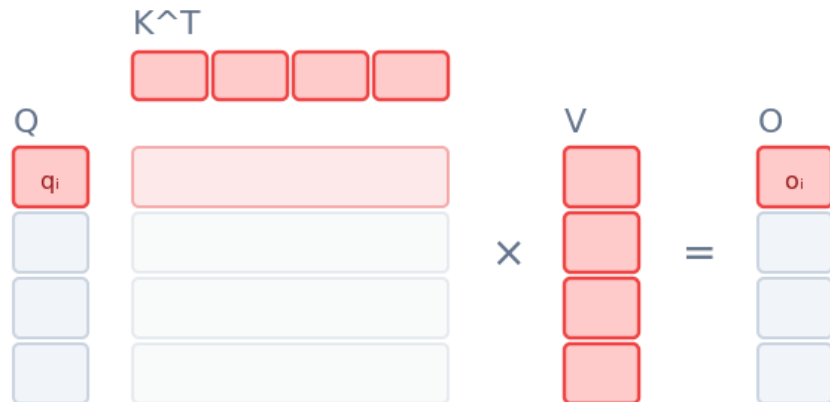 K^T
Q
V
O
qᵢ
oᵢ
×
=